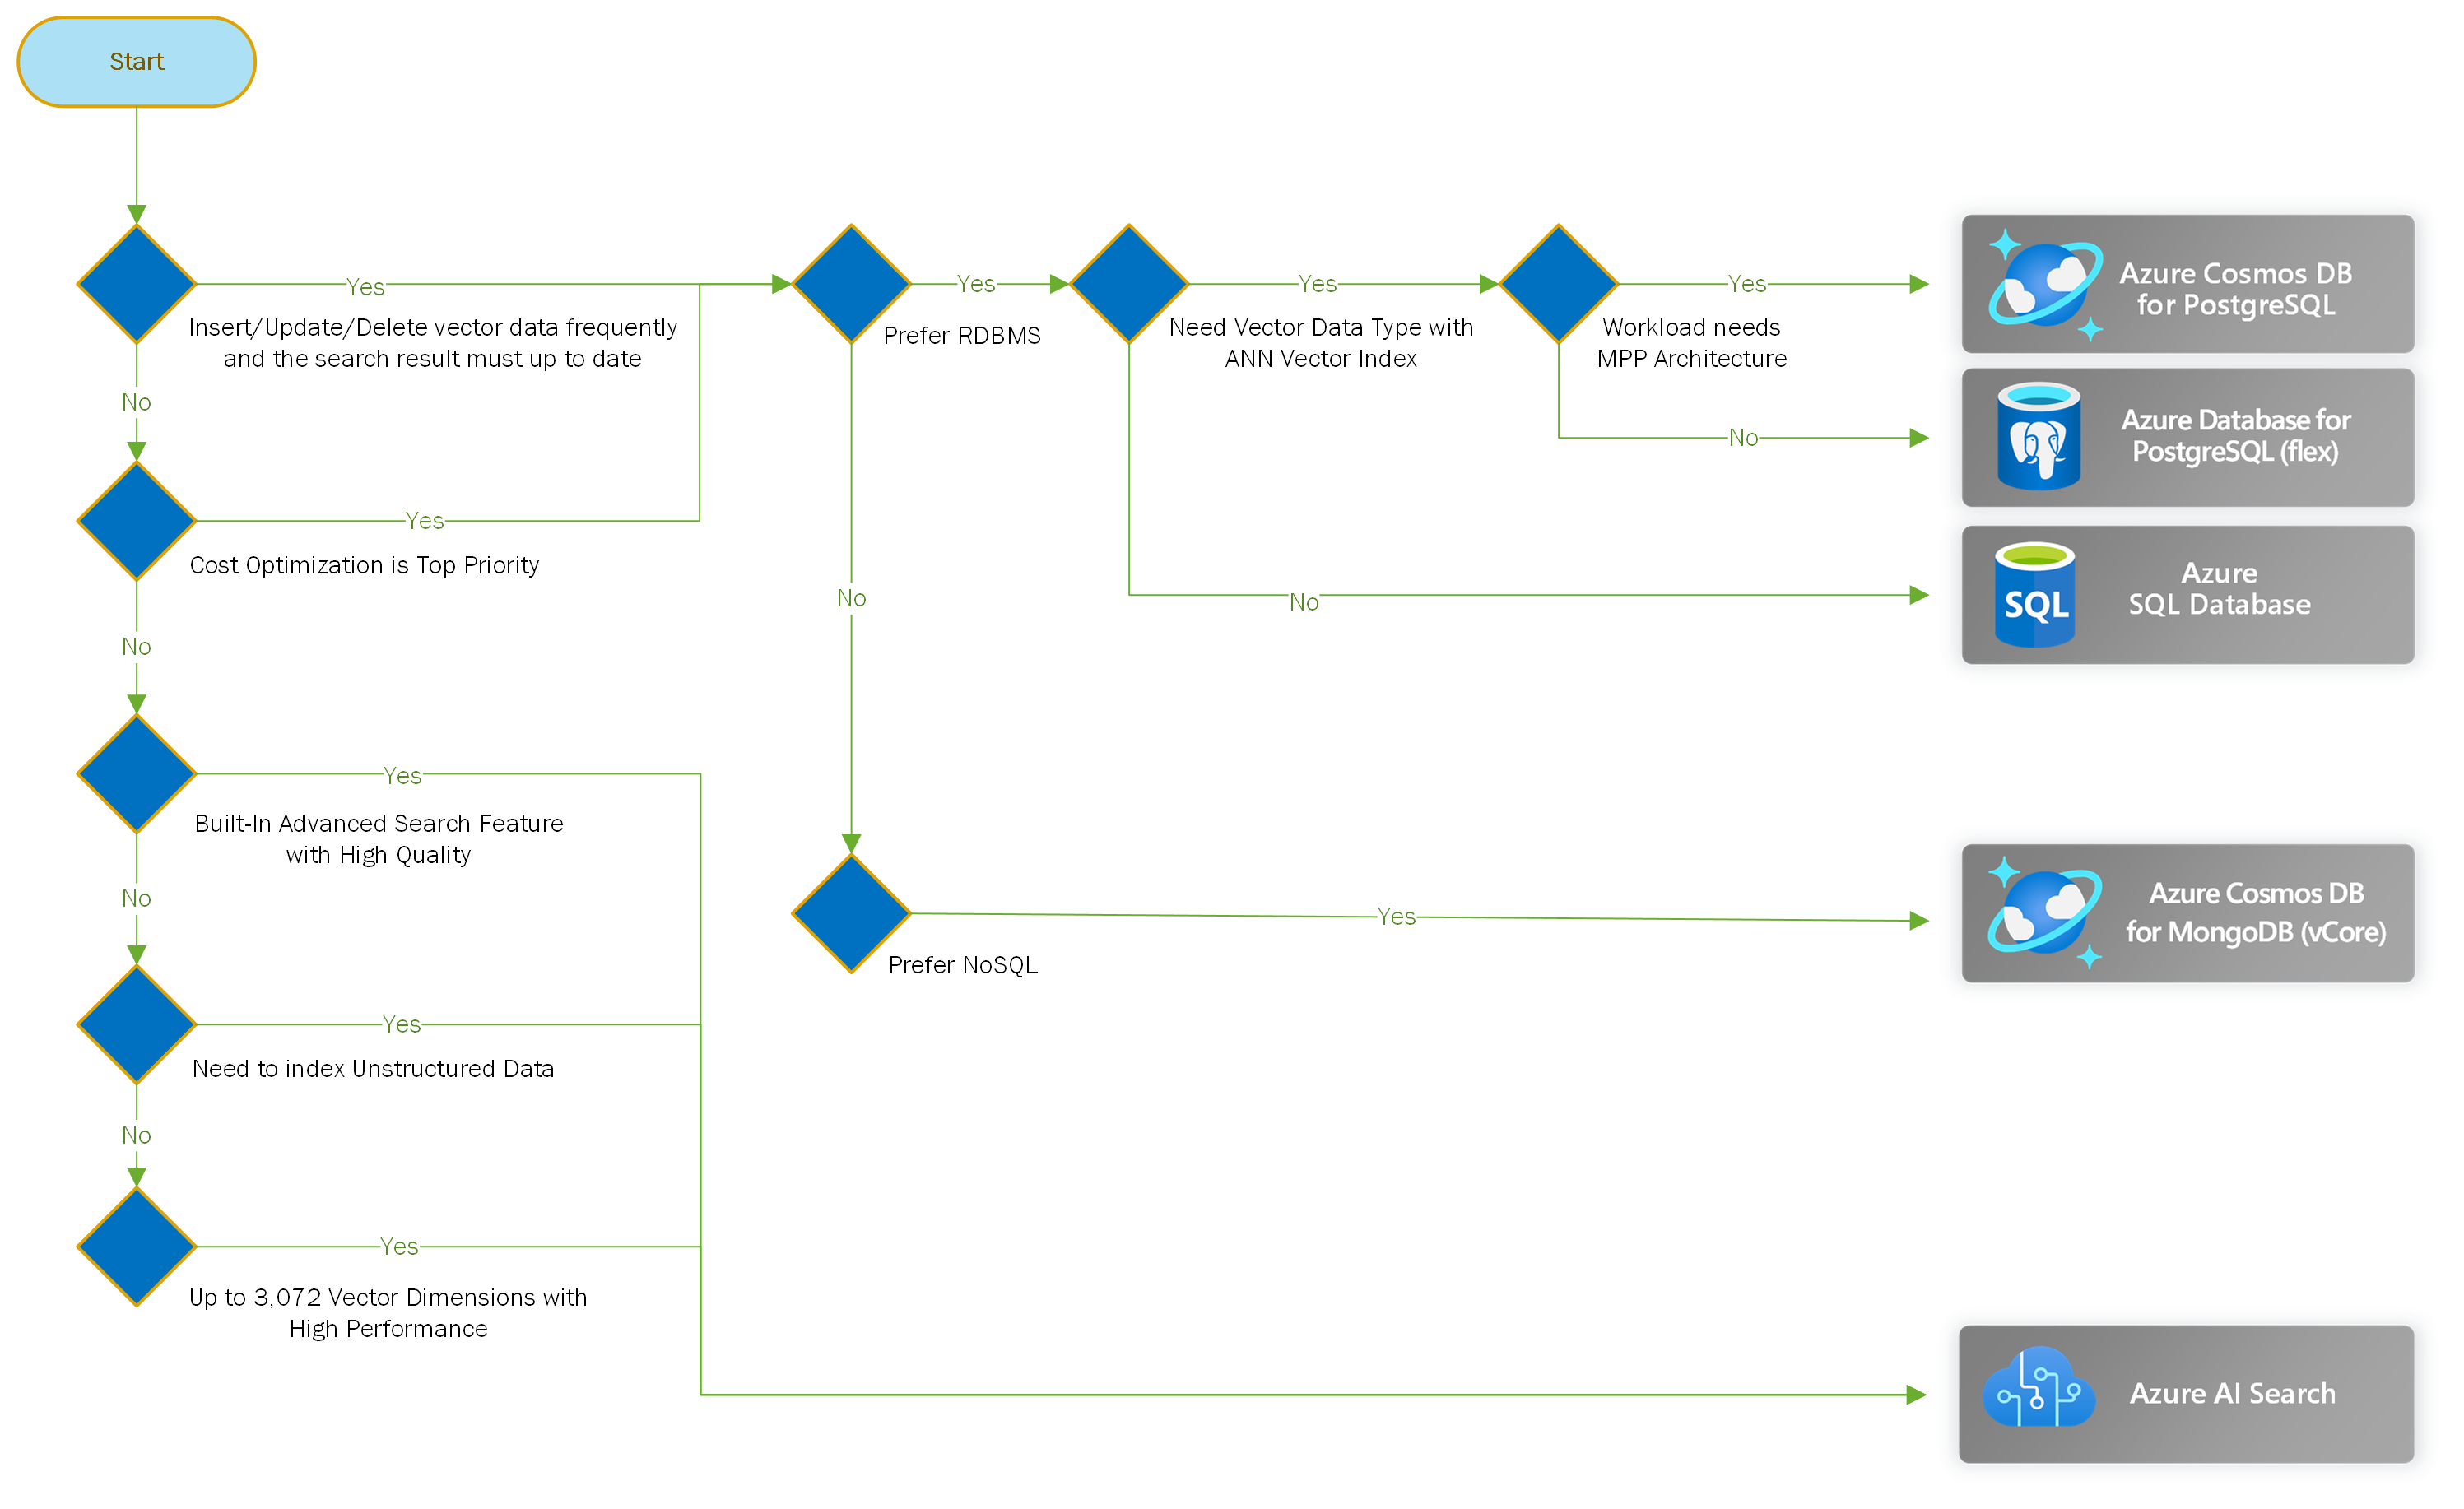 Start
Yes
Insert/Update/Delete vector data frequently
and the search result must up to date
No
Yes
Cost Optimization is Top Priority
No
Yes
Built-In Advanced Search Feature
with High Quality
No
Yes
Need to index Unstructured Data
No
Yes
Up to 3,072 Vector Dimensions with
High Performance
Yes
Prefer RDBMS
No
Yes
Prefer NoSQL
Yes
Need Vector Data Type with
ANN Vector Index
No
Yes
Workload needs
MPP Architecture
No
Azure Cosmos DB
for PostgreSQL
Azure Database for
PostgreSQL (flex)
SQL
Azure
SQL Database
Azure Cosmos DB
for MongoDB (vCore)
Azure AI Search